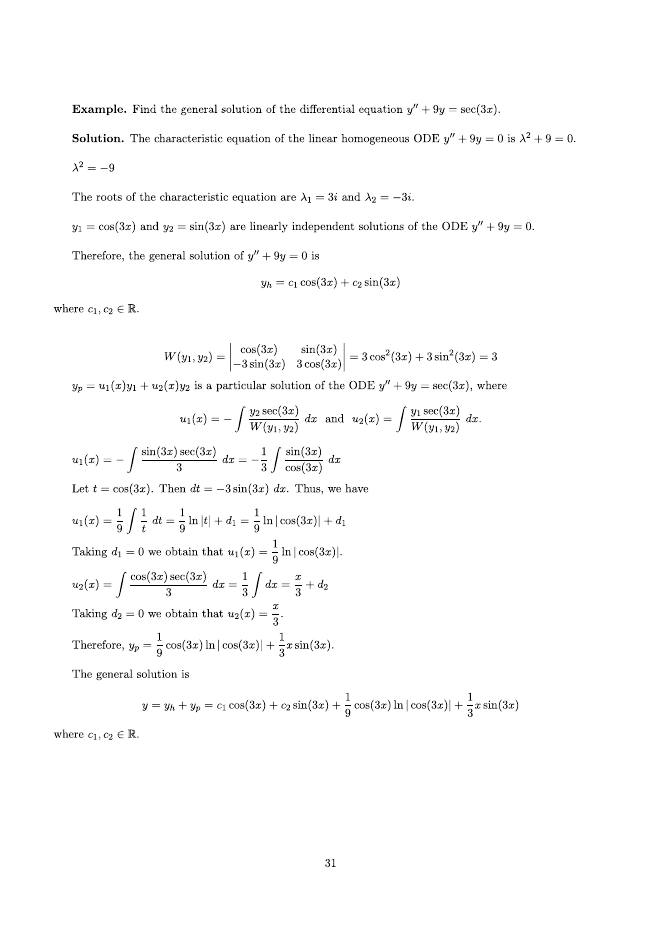 Example. Find the general solution of the differential equation y′′ + 9y = sec(3x).
Solution. The characteristic equation of the linear homogeneous ODE y′′ + 9y = 0 is λ² + 9 = 0.
λ² = −9
The roots of the characteristic equation are λ₁ = 3i and λ₂ = −3i.
y₁ = cos(3x) and y₂ = sin(3x) are linearly independent solutions of the ODE y′′ + 9y = 0.
Therefore, the general solution of y′′ + 9y = 0 is
yₕ = c₁ cos(3x) + c₂ sin(3x)
where c₁, c₂ ∈ ℝ.
W(y₁, y₂) = | cos(3x) sin(3x) ; −3 sin(3x) 3 cos(3x) | = 3 cos²(3x) + 3 sin²(3x) = 3
yₚ = u₁(x)y₁ + u₂(x)y₂ is a particular solution of the ODE y′′ + 9y = sec(3x), where
u₁(x) = − ∫ (y₂ sec(3x))/(W(y₁, y₂)) dx and u₂(x) = ∫ (y₁ sec(3x))/(W(y₁, y₂)) dx.
u₁(x) = − ∫ (sin(3x) sec(3x))/3 dx = −1/3 ∫ sin(3x)/cos(3x) dx
Let t = cos(3x). Then dt = −3 sin(3x) dx. Thus, we have
u₁(x) = 1/9 ∫ 1/t dt = 1/9 ln |t| + d₁ = 1/9 ln | cos(3x)| + d₁
Taking d₁ = 0 we obtain that u₁(x) = 1/9 ln | cos(3x)|.
u₂(x) = ∫ (cos(3x) sec(3x))/3 dx = 1/3 ∫ dx = x/3 + d₂
Taking d₂ = 0 we obtain that u₂(x) = x/3.
Therefore, yₚ = 1/9 cos(3x) ln | cos(3x)| + 1/3 x sin(3x).
The general solution is
y = yₕ + yₚ = c₁ cos(3x) + c₂ sin(3x) + 1/9 cos(3x) ln | cos(3x)| + 1/3 x sin(3x)
where c₁, c₂ ∈ ℝ.
31